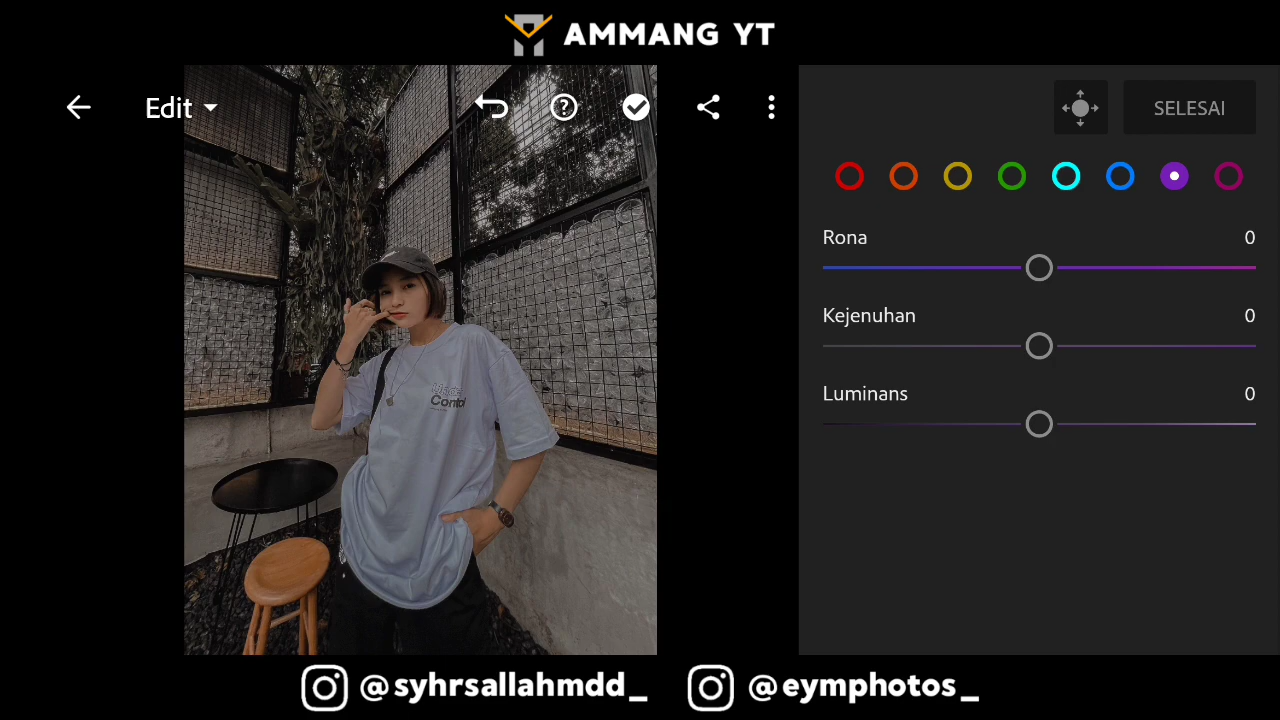 AMMANG YT
Edit
SELESAI
Rona 0
Kejenuhan 0
Luminans 0
@syhrsallahmdd_ @eymphotos_